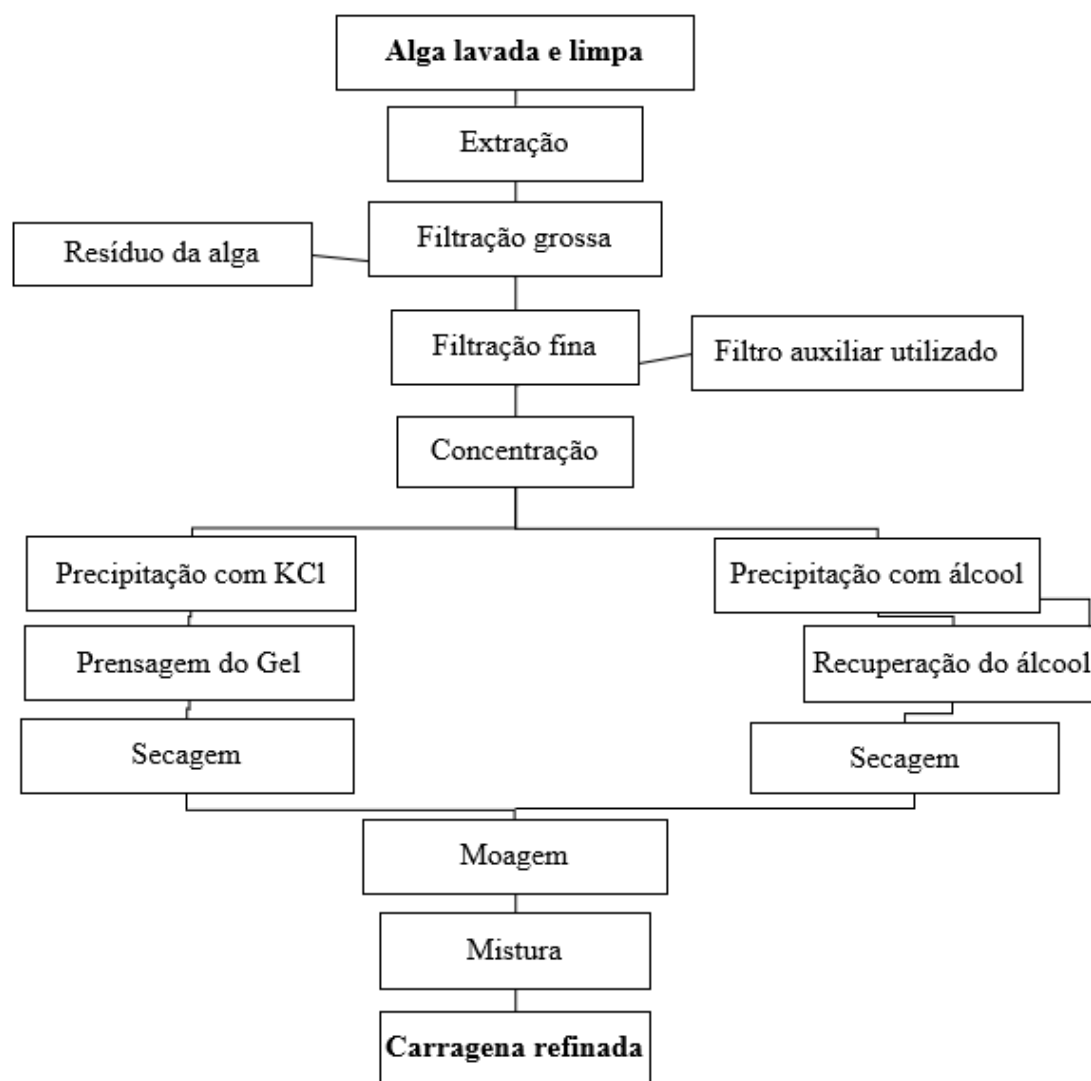 Alga lavada e limpa
Extração
Filtração grossa
Resíduo da alga
Filtração fina
Filtro auxiliar utilizado
Concentração
Precipitação com KCl
Precipitação com álcool
Prensagem do Gel
Recuperação do álcool
Secagem
Secagem
Moagem
Mistura
Carragena refinada